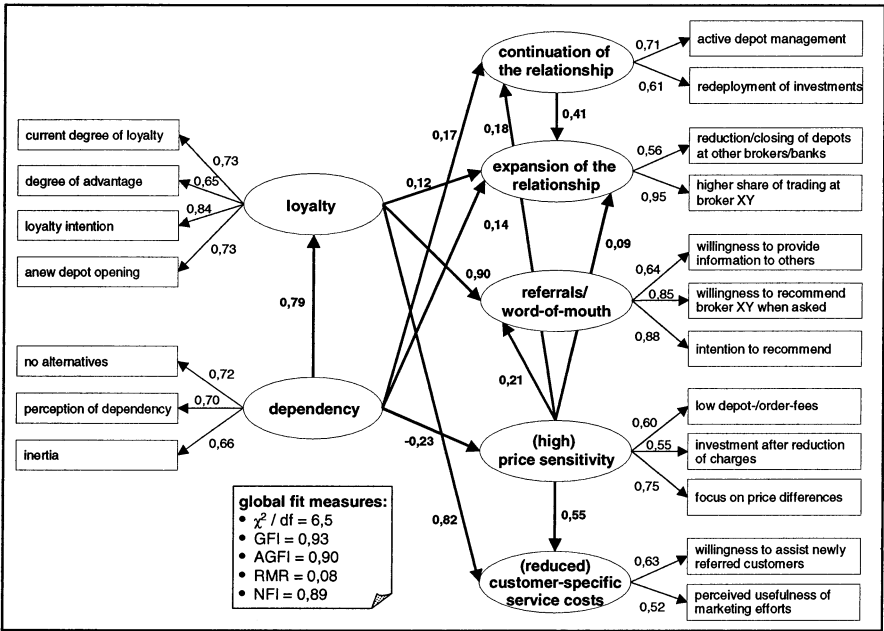 current degree of loyalty
degree of advantage
loyalty intention
anew depot opening
0,73
0,65
0,84
0,73
loyalty
0,79
no alternatives
perception of dependency
inertia
0,72
0,70
0,66
dependency
global fit measures:
• χ² / df = 6,5
• GFI = 0,93
• AGFI = 0,90
• RMR = 0,08
• NFI = 0,89
0,17
0,18
0,12
0,14
0,90
0,09
0,21
-0,23
0,82
continuation of
the relationship
0,41
expansion of the
relationship
referrals/
word-of-mouth
(high)
price sensitivity
0,55
(reduced)
customer-specific
service costs
0,71
0,61
active depot management
redeployment of investments
0,56
0,95
reduction/closing of depots
at other brokers/banks
higher share of trading at
broker XY
0,64
0,85
0,88
willingness to provide
information to others
willingness to recommend
broker XY when asked
intention to recommend
0,60
0,55
0,75
low depot-/order-fees
investment after reduction
of charges
focus on price differences
0,63
0,52
willingness to assist newly
referred customers
perceived usefulness of
marketing efforts